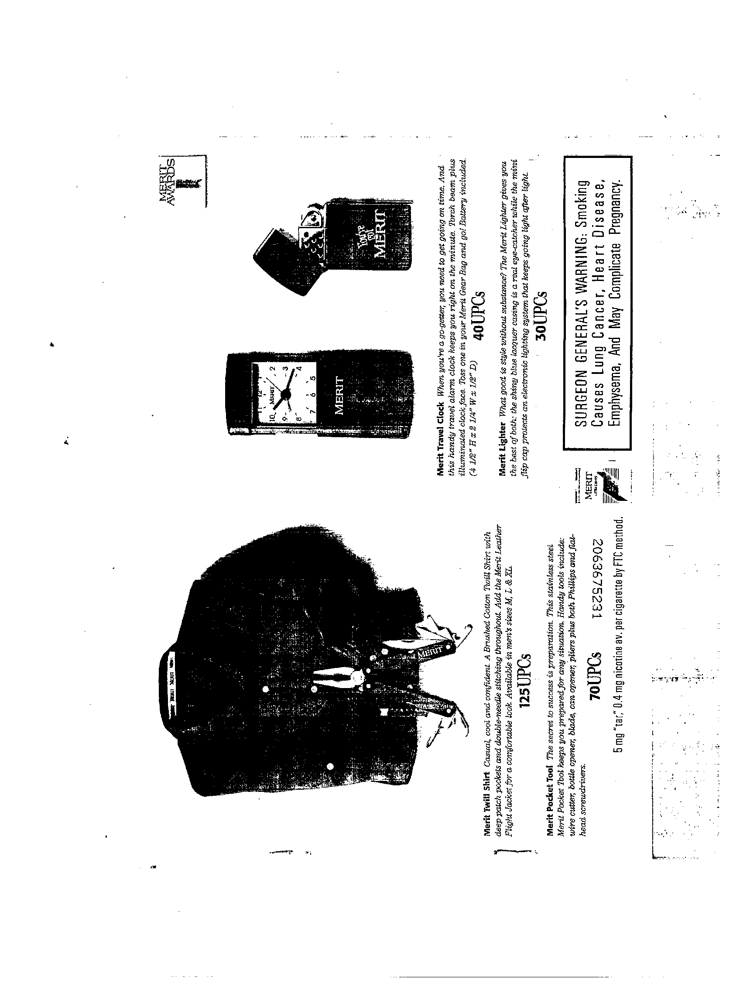 MERIT
AWARDS
You've
got
MERIT
MERIT
MERIT
MERIT
Merit Travel Clock When you're a go-getter, you need to get going on time. And
this handy travel alarm clock keeps you right on the minute. Torch beam plus
illuminated clock face. Toss one in your Merit Gear Bag and go! Battery included.
(4 1/2" H x 2 1/4" W x 1/2" D)
40 UPCs
Merit Lighter What good is style without substance? The Merit Lighter gives you
the best of both: the shiny blue lacquer casing is a real eye-catcher while the mini
flip cap protects an electronic lighting system that keeps going light after light.
30 UPCs
Merit Twill Shirt Casual, cool and confident. A Brushed Cotton Twill Shirt with
deep patch pockets and double-needle stitching throughout. Add the Merit Leather
Flight Jacket for a comfortable look. Available in men's sizes M, L & XL.
125 UPCs
Merit Pocket Tool The secret to success is preparation. This stainless steel
Merit Pocket Tool keeps you prepared for any situation. Handy tools include:
wire cutter, bottle opener, blade, can opener, pliers plus both Phillips and flat-
head screwdrivers.
70 UPCs
2063675231
MERIT
SURGEON GENERAL'S WARNING: Smoking
Causes Lung Cancer, Heart Disease,
Emphysema, And May Complicate Pregnancy.
5 mg "tar," 0.4 mg nicotine av. per cigarette by FTC method.